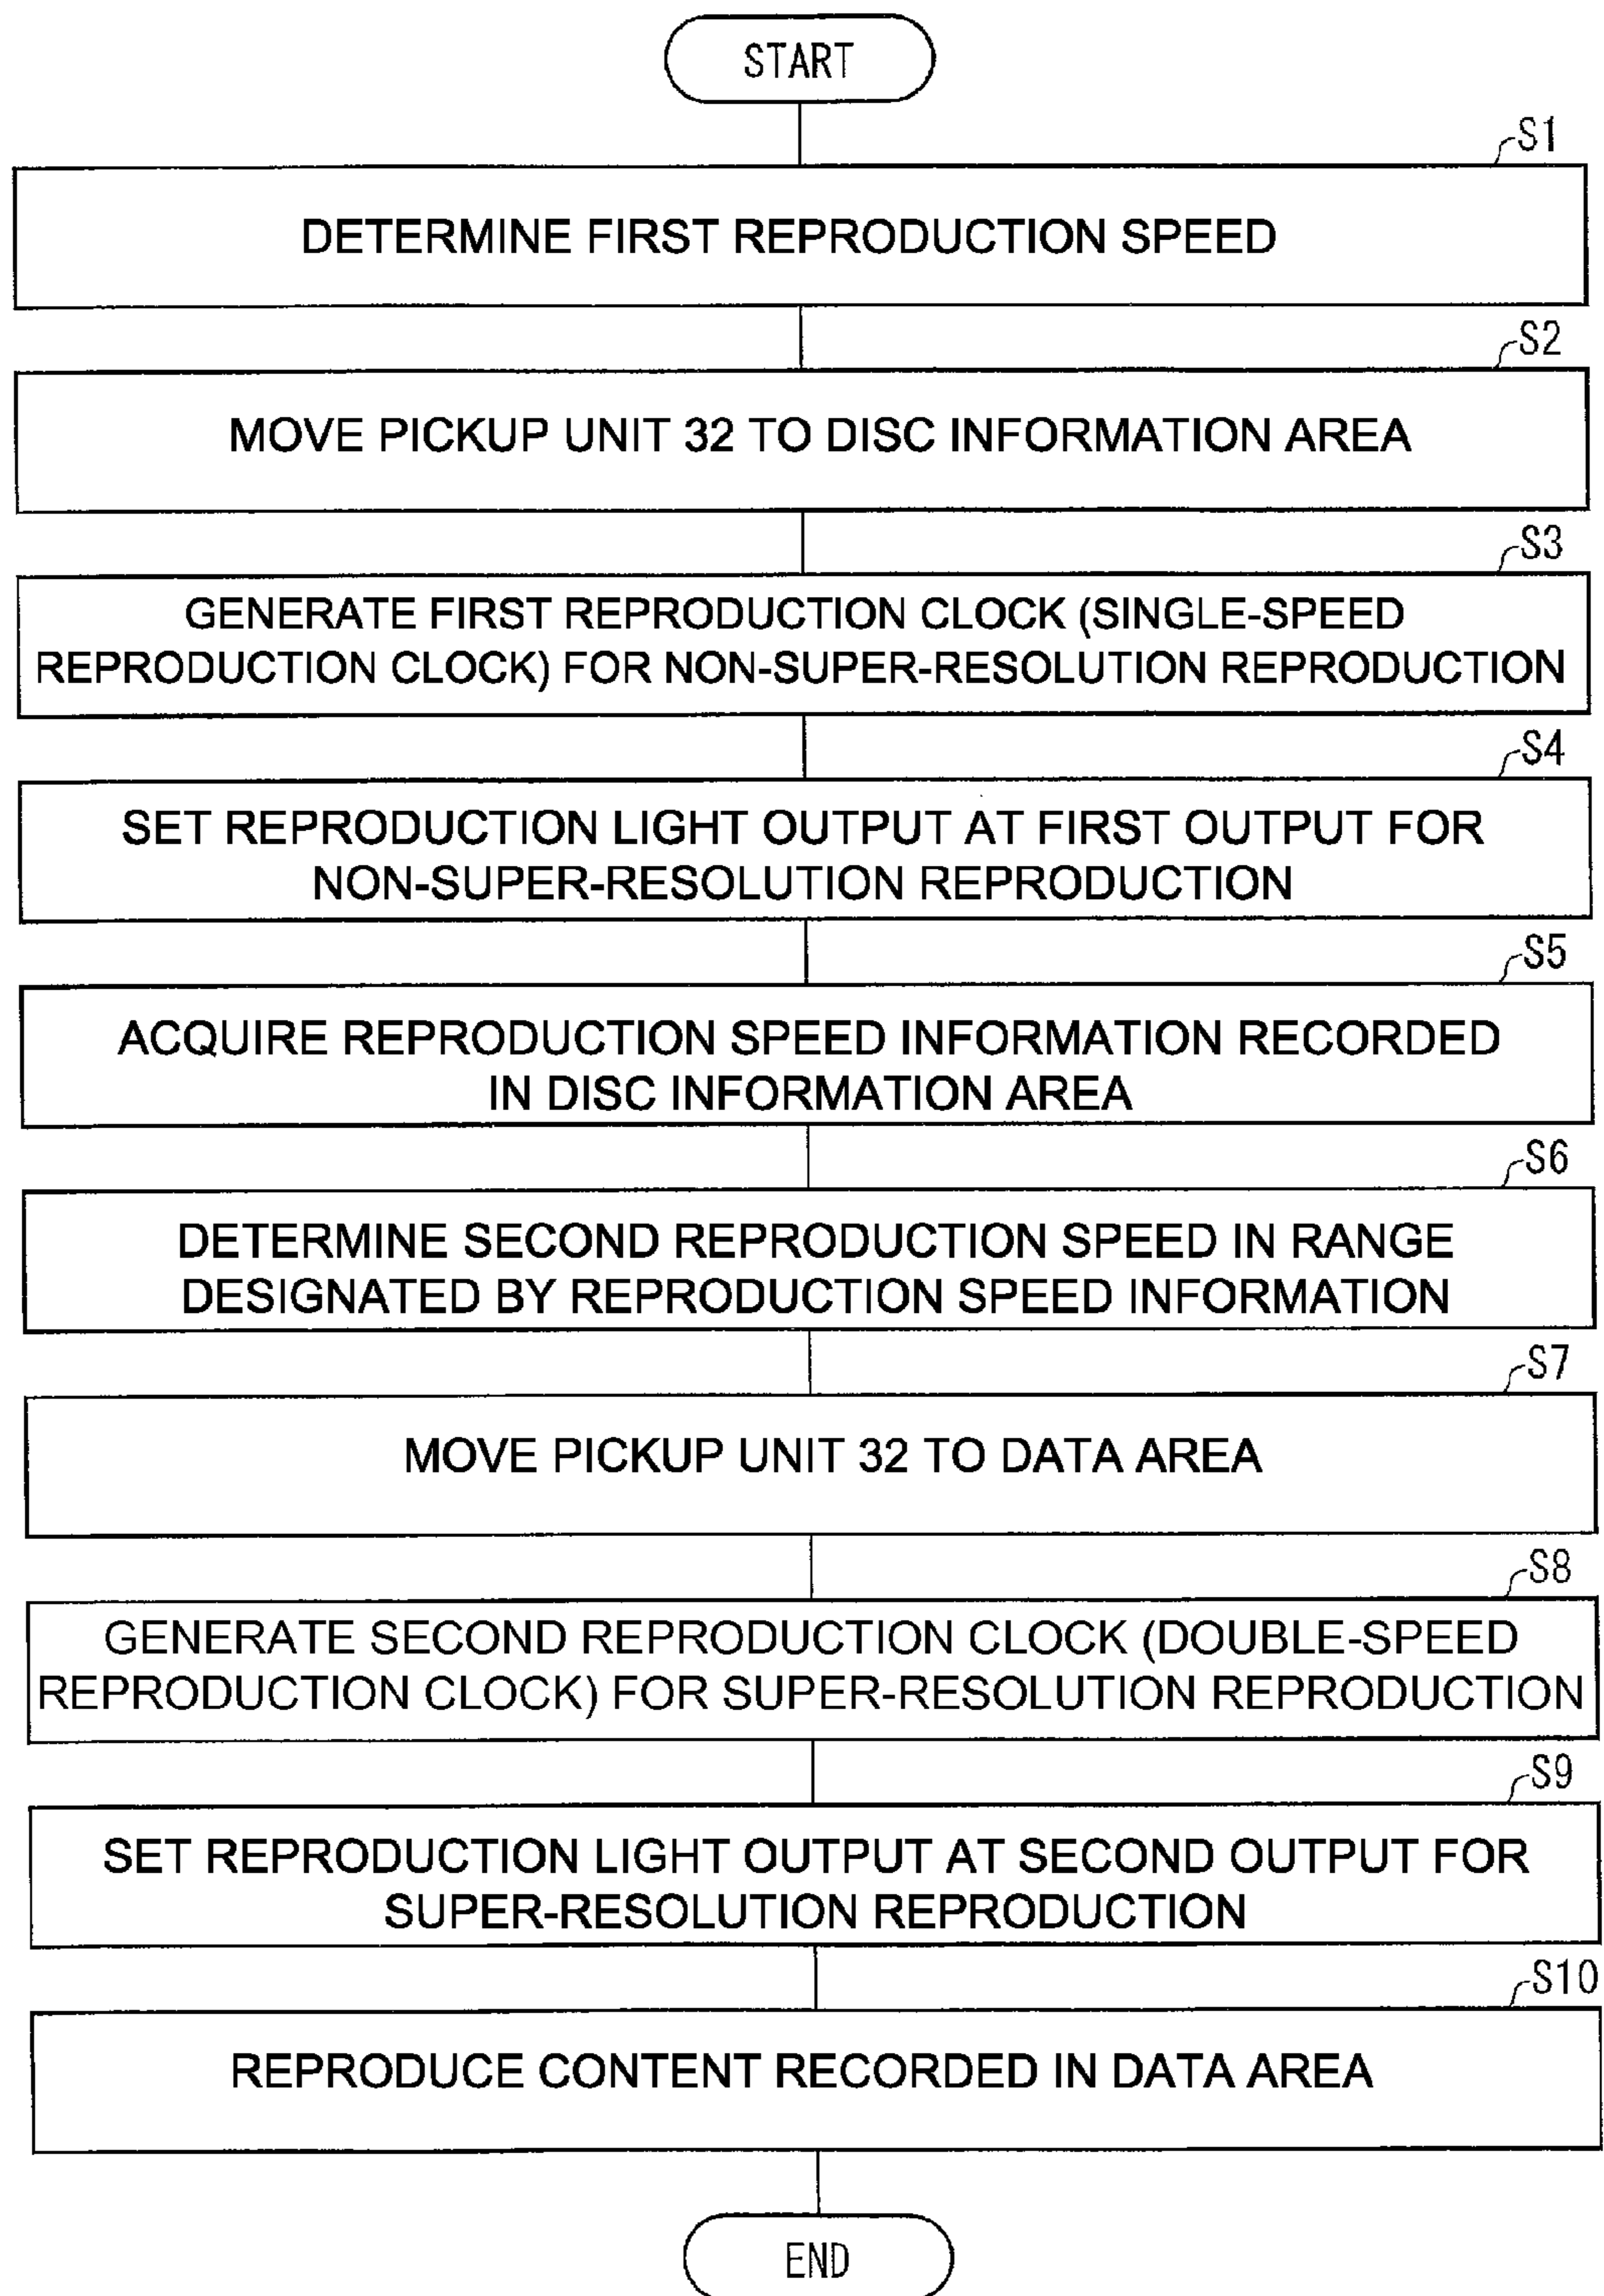 START
S1
DETERMINE FIRST REPRODUCTION SPEED
S2
MOVE PICKUP UNIT 32 TO DISC INFORMATION AREA
S3
GENERATE FIRST REPRODUCTION CLOCK (SINGLE-SPEED
REPRODUCTION CLOCK) FOR NON-SUPER-RESOLUTION REPRODUCTION
S4
SET REPRODUCTION LIGHT OUTPUT AT FIRST OUTPUT FOR
NON-SUPER-RESOLUTION REPRODUCTION
S5
ACQUIRE REPRODUCTION SPEED INFORMATION RECORDED
IN DISC INFORMATION AREA
S6
DETERMINE SECOND REPRODUCTION SPEED IN RANGE
DESIGNATED BY REPRODUCTION SPEED INFORMATION
S7
MOVE PICKUP UNIT 32 TO DATA AREA
S8
GENERATE SECOND REPRODUCTION CLOCK (DOUBLE-SPEED
REPRODUCTION CLOCK) FOR SUPER-RESOLUTION REPRODUCTION
S9
SET REPRODUCTION LIGHT OUTPUT AT SECOND OUTPUT FOR
SUPER-RESOLUTION REPRODUCTION
S10
REPRODUCE CONTENT RECORDED IN DATA AREA
END